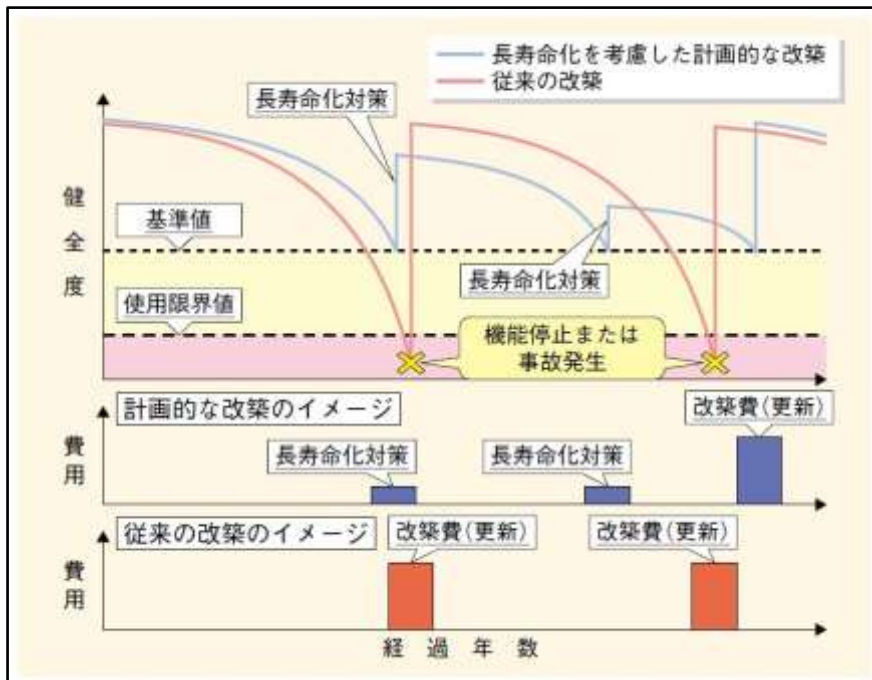 長寿命化を考慮した計画的な改築
従来の改築
長寿命化対策
健全度
基準値
長寿命化対策
使用限界値
機能停止または
事故発生
計画的な改築のイメージ
改築費(更新)
費用
長寿命化対策
長寿命化対策
従来の改築のイメージ
改築費(更新)
改築費(更新)
費用
経過年数